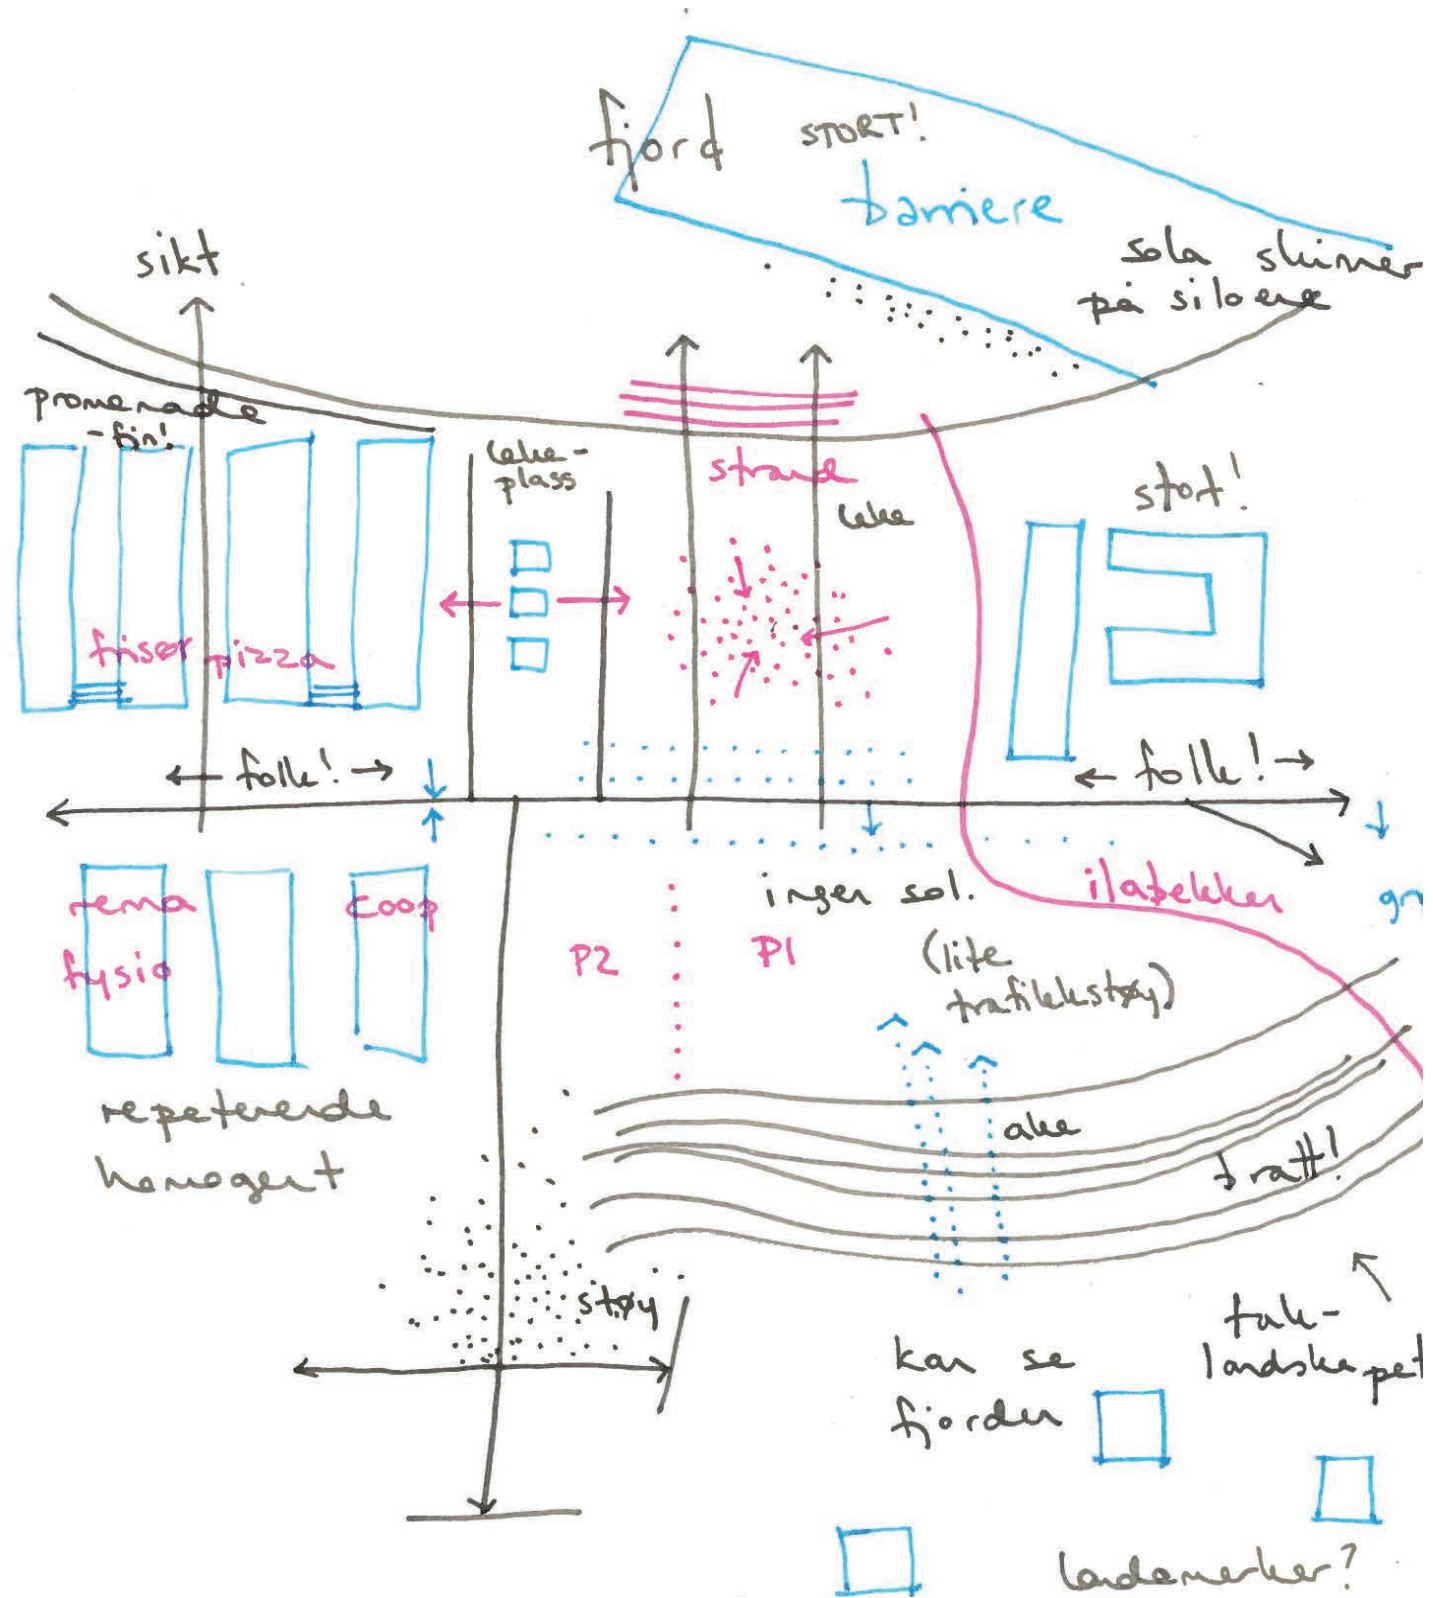 fjord
STORT!
barriere
sikt
sola skinner
på siloene
promenade
- fin!
leke-
plass
strand
leke
stort!
frisør pizza
← folk! →
← folk! →
rema
coop
fysio
ingen sol.
ilabekken
gr
P2
P1
(lite
trafikkstøy)
repeterende
homogent
ake
bratt!
støy
tak-
landskapet
kan se
fjorden
landemerker?